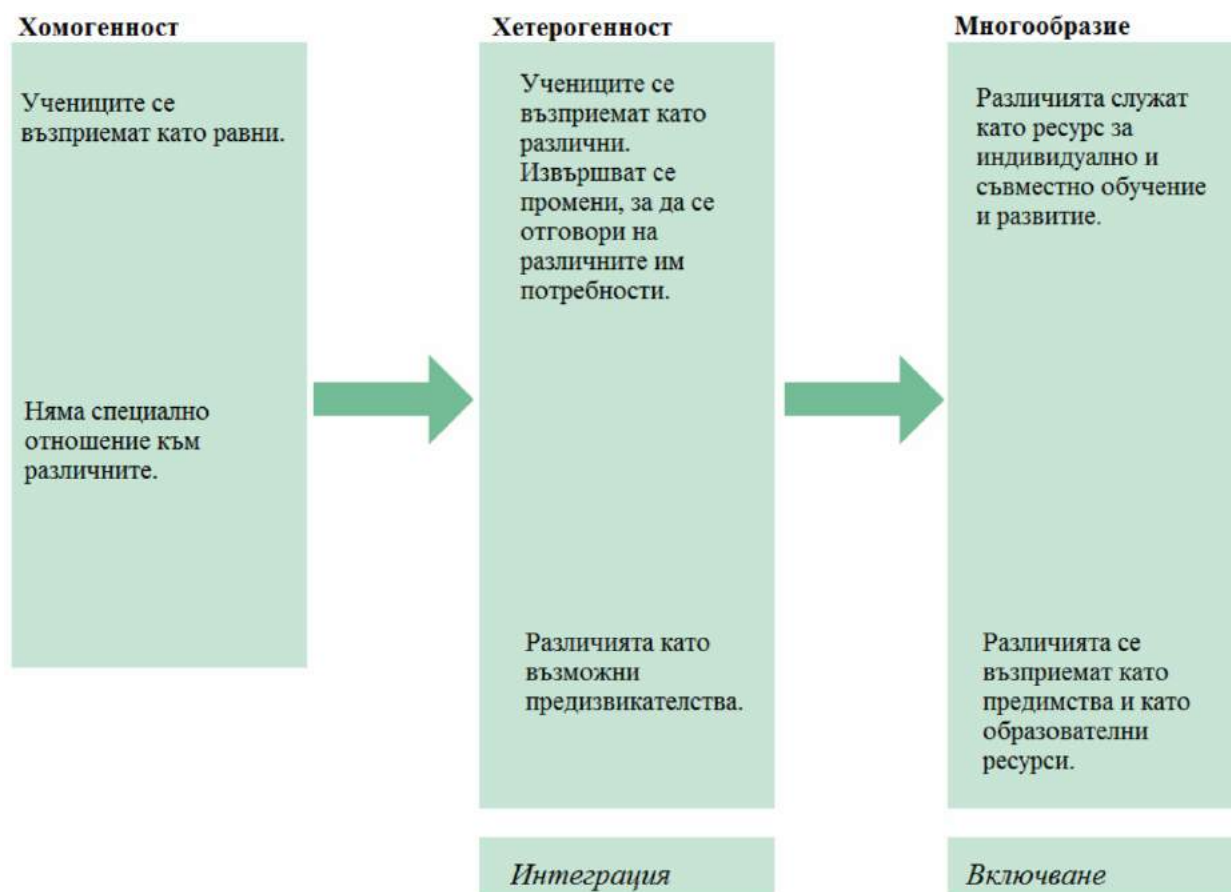 Хомогенност
Учениците се
възприемат като равни.
Няма специално
отношение към
различните.
Хетерогенност
Учениците се
възприемат като
различни.
Извършват се
промени, за да се
отговори на
различните им
потребности.
Различията като
възможни
предизвикателства.
Интеграция
Многообразие
Различията служат
като ресурс за
индивидуално и
съвместно обучение
и развитие.
Различията се
възприемат като
предимства и като
образователни
ресурси.
Включване